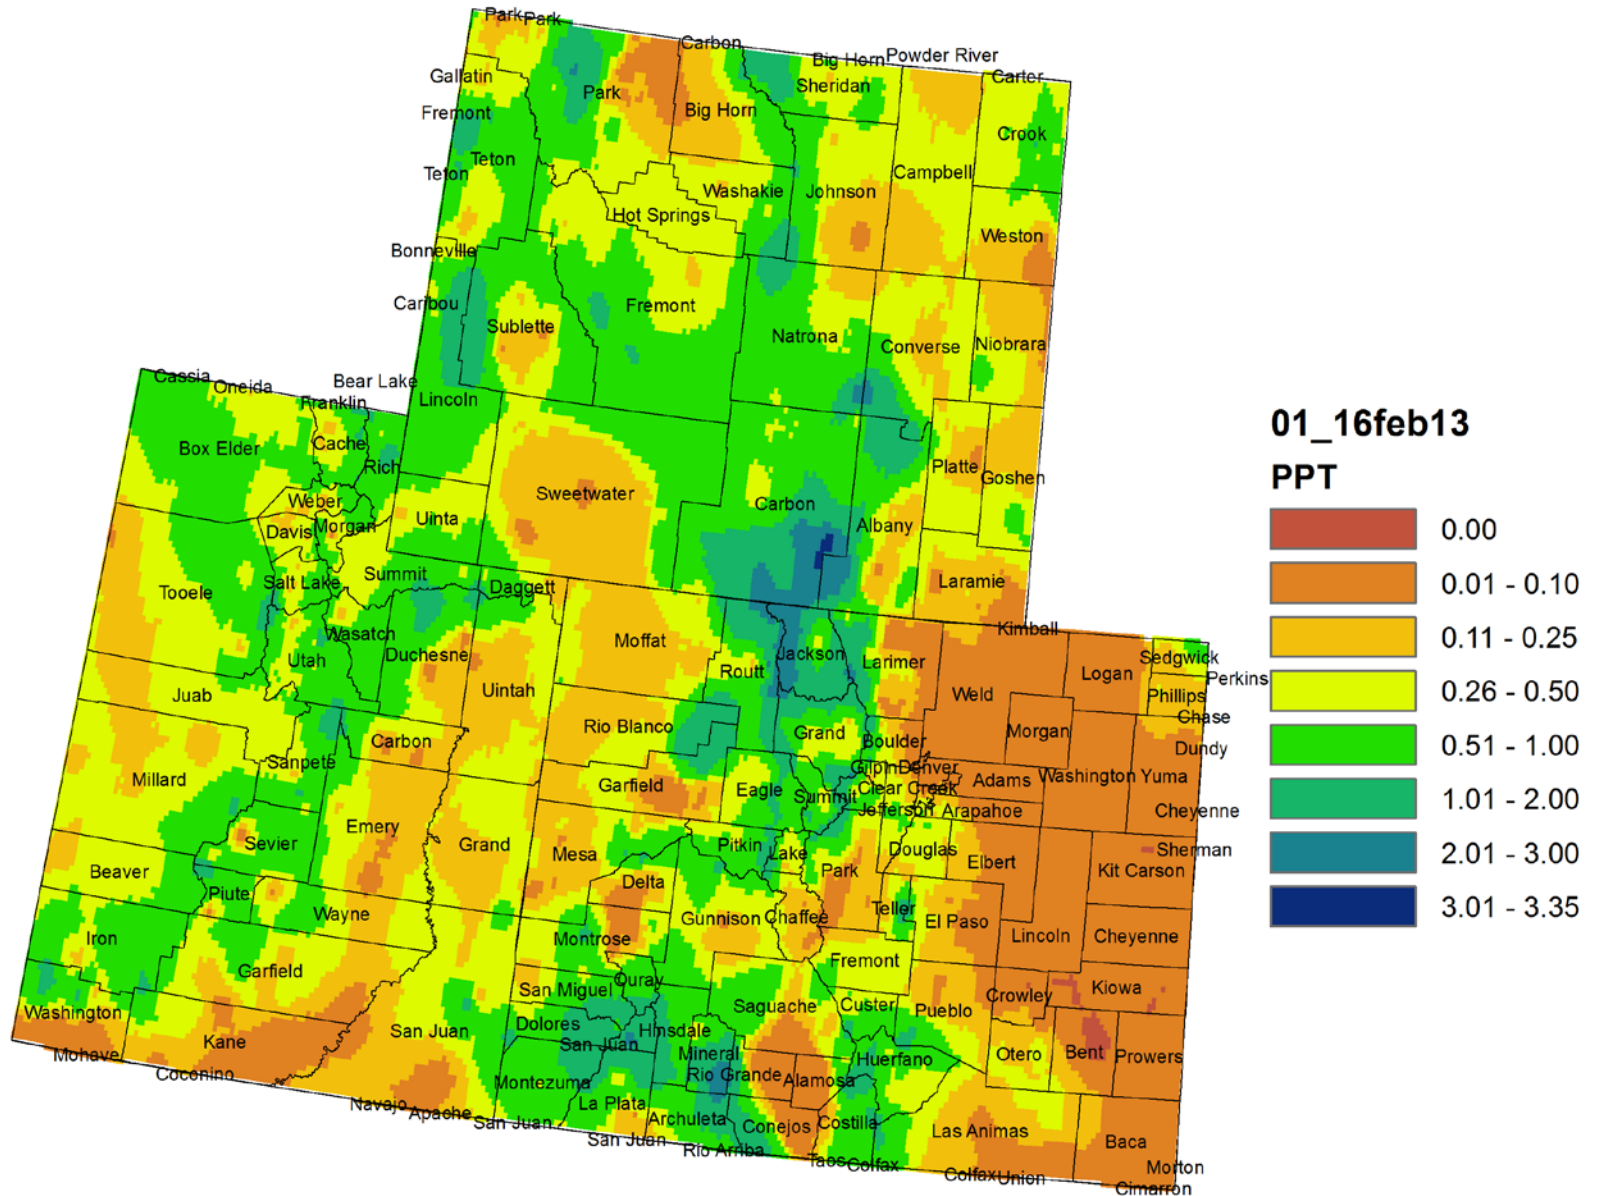 Park Park
Carbon
Big Horn Powder River
Carter
Gallatin
Sheridan
Park
Big Horn
Fremont
Crook
Teton
Teton
Campbell
Washakie
Johnson
Hot Springs
Weston
Bonneville
Caribou
Fremont
Sublette
Natrona
Converse
Niobrara
Cassia
Oneida
Bear Lake
Franklin
Lincoln
Cache
Box Elder
Rich
Platte
Goshen
Sweetwater
Weber
Carbon
Uinta
Albany
Davis
Morgan
Summit
Salt Lake
Daggett
Laramie
Tooele
Kimball
Wasatch
Moffat
Duchesne
Jackson
Larimer
Sedgwick
Utah
Routt
Logan
Perkins
Juab
Uintah
Weld
Phillips
Chase
Rio Blanco
Grand
Morgan
Carbon
Boulder
Dundy
Sanpete
Gilpin Denver
Millard
Garfield
Eagle
Summit
Clear Creek
Adams
Washington
Yuma
Jefferson
Arapahoe
Cheyenne
Emery
Sevier
Grand
Mesa
Pitkin
Lake
Douglas
Sherman
Beaver
Park
Elbert
Kit Carson
Delta
Piute
Wayne
Gunnison
Chaffee
Teller
El Paso
Iron
Montrose
Lincoln
Cheyenne
Garfield
Fremont
San Miguel
Ouray
Crowley
Kiowa
Washington
Saguache
Custer
Pueblo
Kane
San Juan
Dolores
Hinsdale
San Juan
Mohave
Mineral
Huerfano
Otero
Bent
Prowers
Coconino
Montezuma
Rio Grande
Alamosa
Navajo
Apache
La Plata
San Juan
Archuleta
Conejos
Costilla
Las Animas
Baca
San Juan
Rio Arriba
Taos
Colfax
Colfax
Union
Morton
Cimarron
01_16feb13
PPT
0.00
0.01 - 0.10
0.11 - 0.25
0.26 - 0.50
0.51 - 1.00
1.01 - 2.00
2.01 - 3.00
3.01 - 3.35